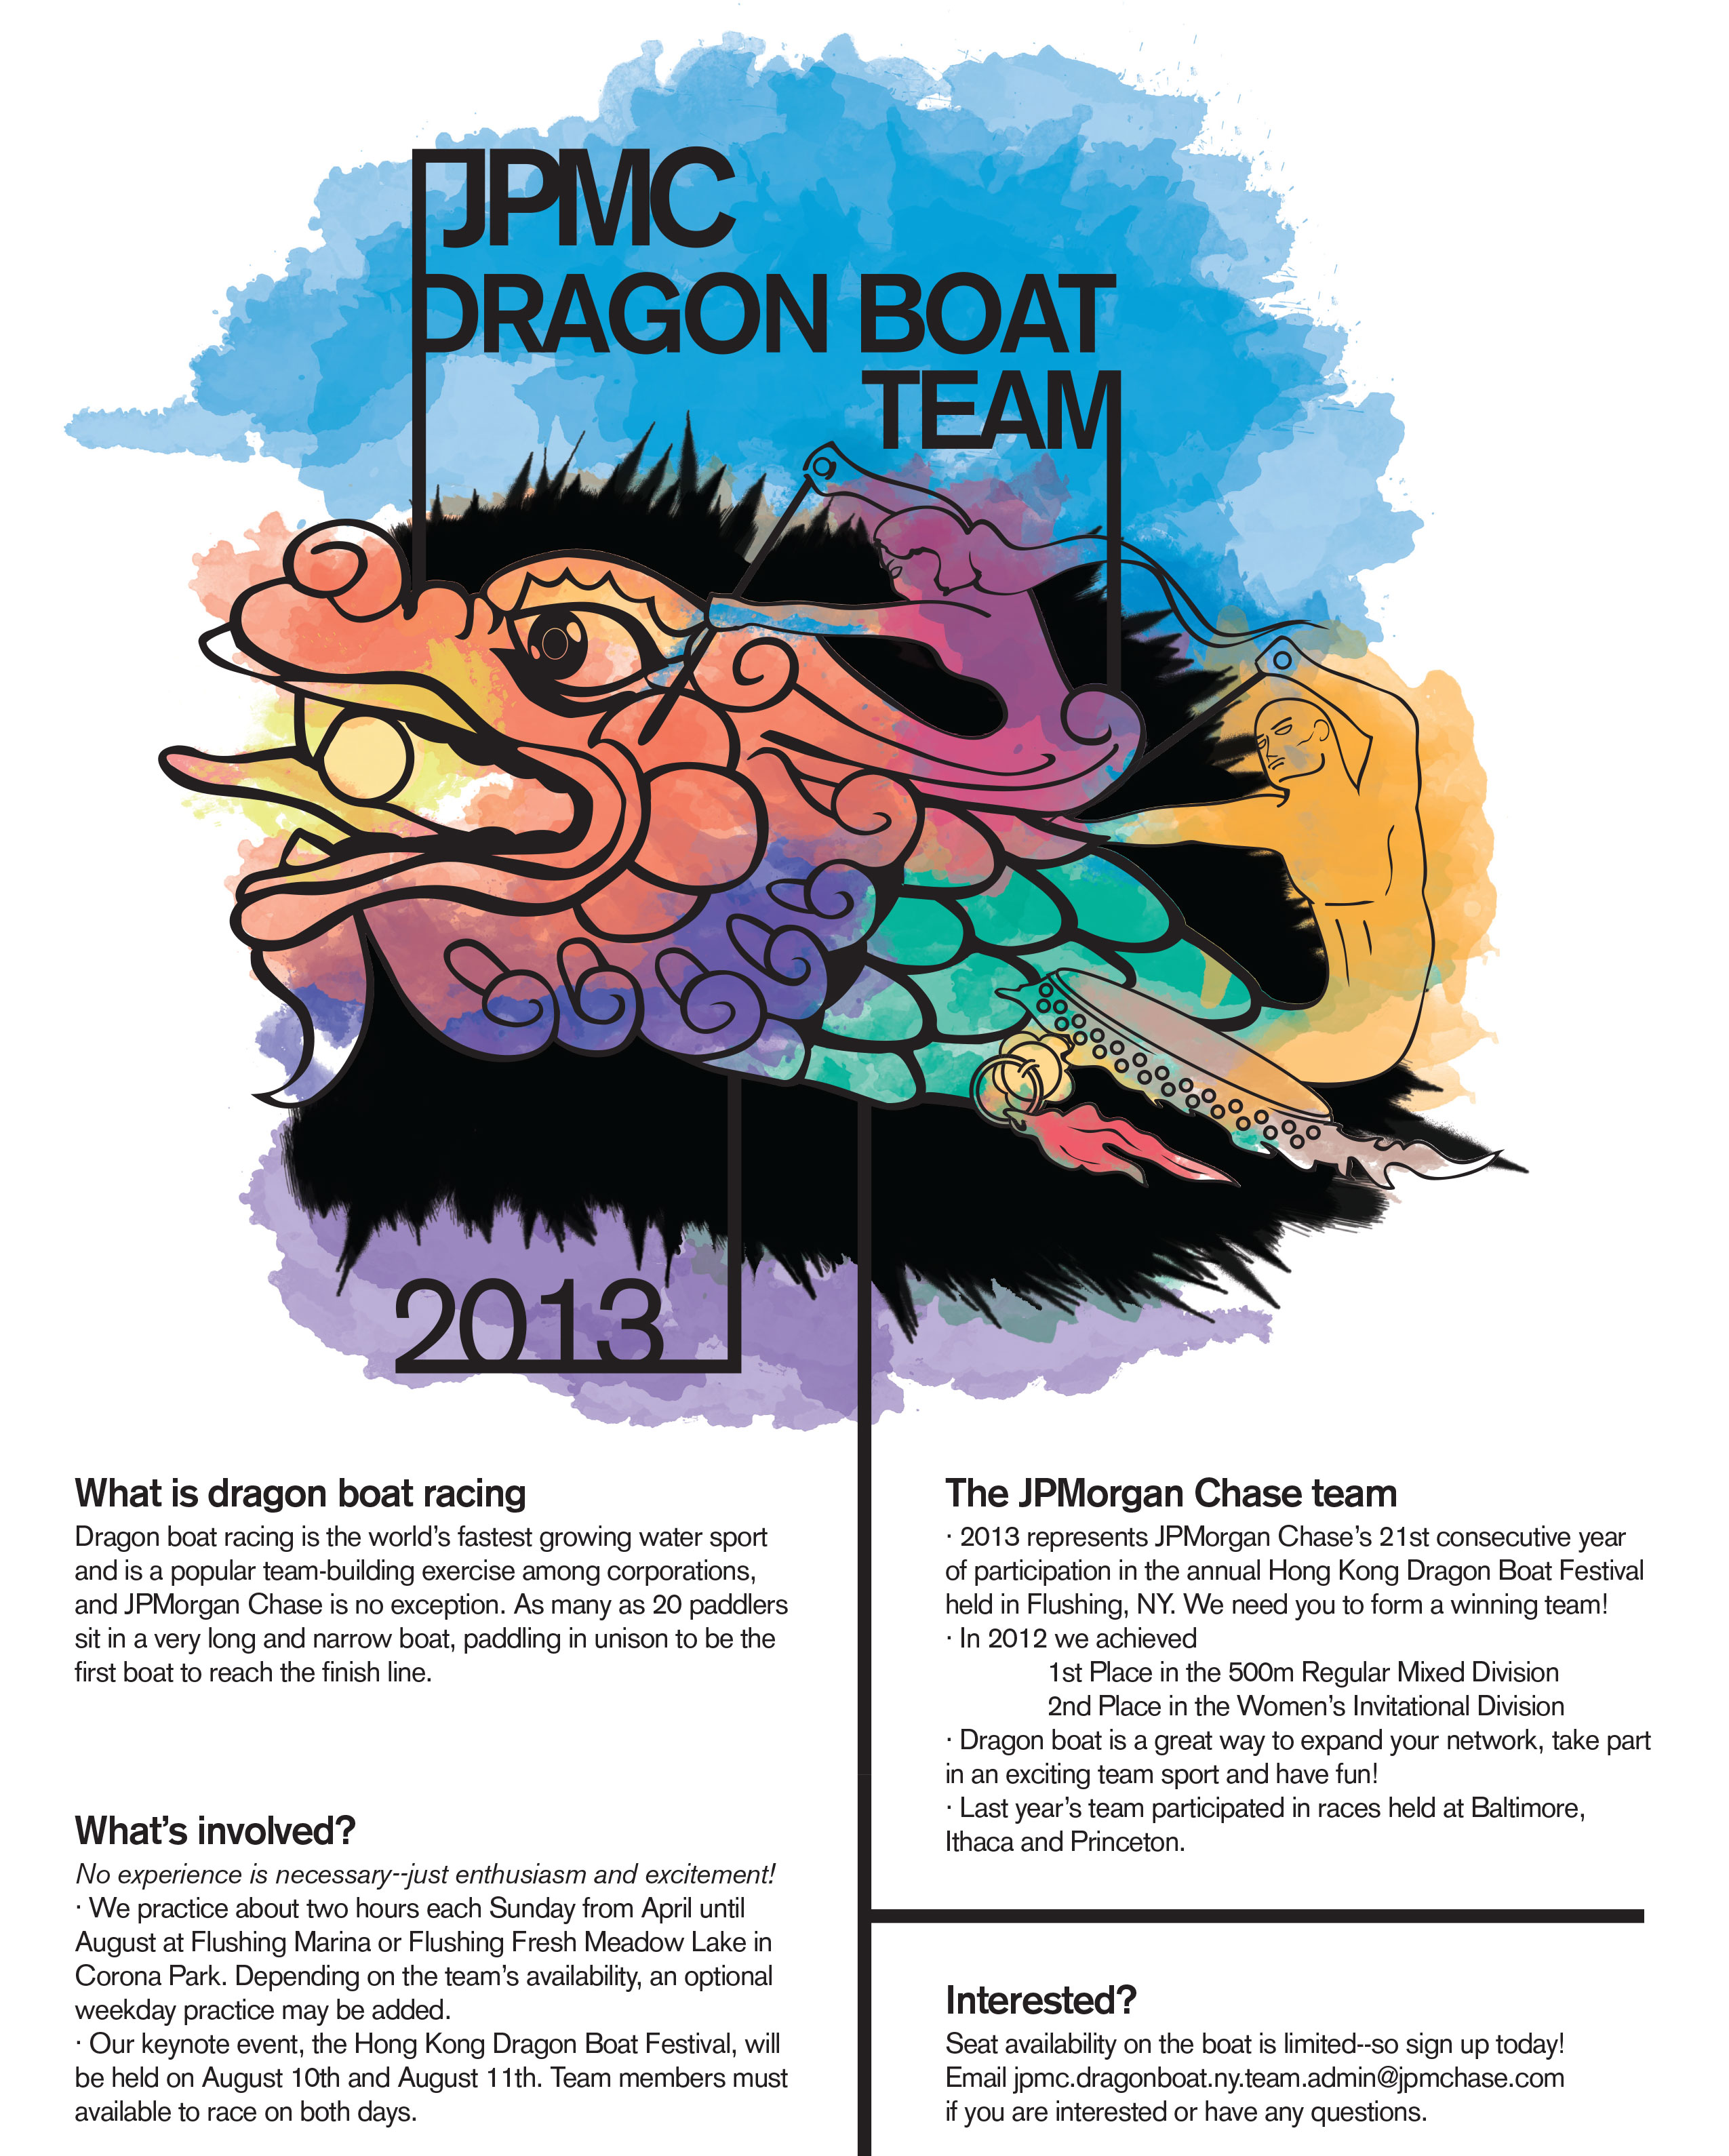 JPMC
DRAGON BOAT
TEAM
2013
What is dragon boat racing
Dragon boat racing is the world’s fastest growing water sport
and is a popular team-building exercise among corporations,
and JPMorgan Chase is no exception. As many as 20 paddlers
sit in a very long and narrow boat, paddling in unison to be the
first boat to reach the finish line.
What’s involved?
No experience is necessary--just enthusiasm and excitement!
· We practice about two hours each Sunday from April until
August at Flushing Marina or Flushing Fresh Meadow Lake in
Corona Park. Depending on the team’s availability, an optional
weekday practice may be added.
· Our keynote event, the Hong Kong Dragon Boat Festival, will
be held on August 10th and August 11th. Team members must
available to race on both days.
The JPMorgan Chase team
· 2013 represents JPMorgan Chase’s 21st consecutive year
of participation in the annual Hong Kong Dragon Boat Festival
held in Flushing, NY. We need you to form a winning team!
· In 2012 we achieved
1st Place in the 500m Regular Mixed Division
2nd Place in the Women’s Invitational Division
· Dragon boat is a great way to expand your network, take part
in an exciting team sport and have fun!
· Last year’s team participated in races held at Baltimore,
Ithaca and Princeton.
Interested?
Seat availability on the boat is limited--so sign up today!
Email jpmc.dragonboat.ny.team.admin@jpmchase.com
if you are interested or have any questions.